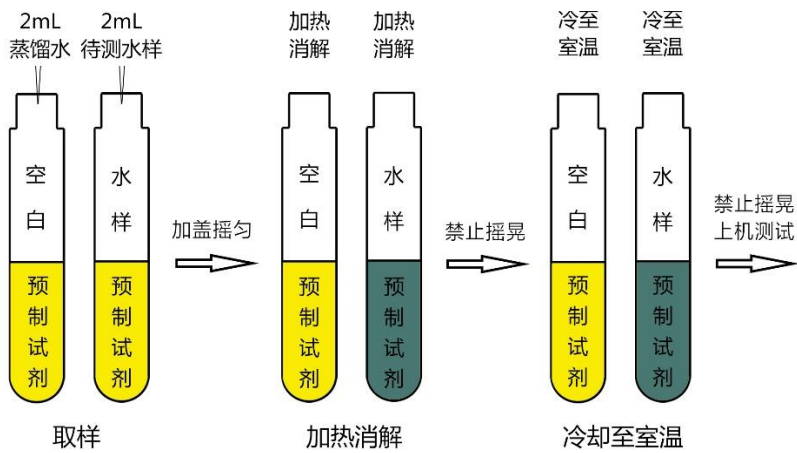 2mL
蒸馏水
2mL
待测水样
空
白
预
制
试
剂
水
样
预
制
试
剂
取样
加盖摇匀
加热
消解
加热
消解
空
白
预
制
试
剂
水
样
预
制
试
剂
加热消解
禁止摇晃
冷至
室温
冷至
室温
空
白
预
制
试
剂
水
样
预
制
试
剂
冷却至室温
禁止摇晃
上机测试